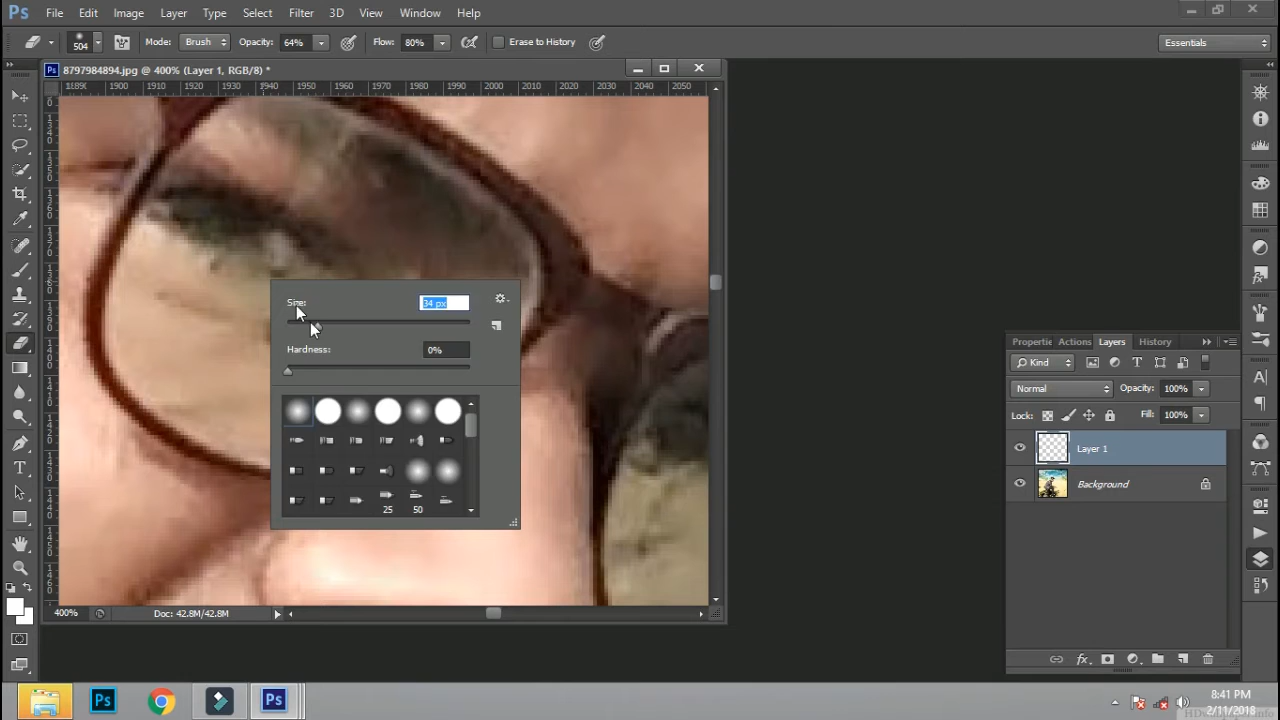 Ps File Edit Image Layer Type Select Filter 3D View Window Help
504 Mode: Brush Opacity: 64% Flow: 80% Erase to History Essentials
Ps 8797984894.jpg @ 400% (Layer 1, RGB/8) *
1900 1910 1920 1930 1940 1950 1960 1970 1980 1990 2000 2010 2020 2030 2040 2050
Size: 34 px
Hardness: 0%
25 50
Actions Layers History
Kind
Normal Opacity: 100%
Lock: Fill: 100%
Layer 1
Background
400% Doc: 42.8M/42.8M
Ps Ps
8:41 PM
2/11/2018